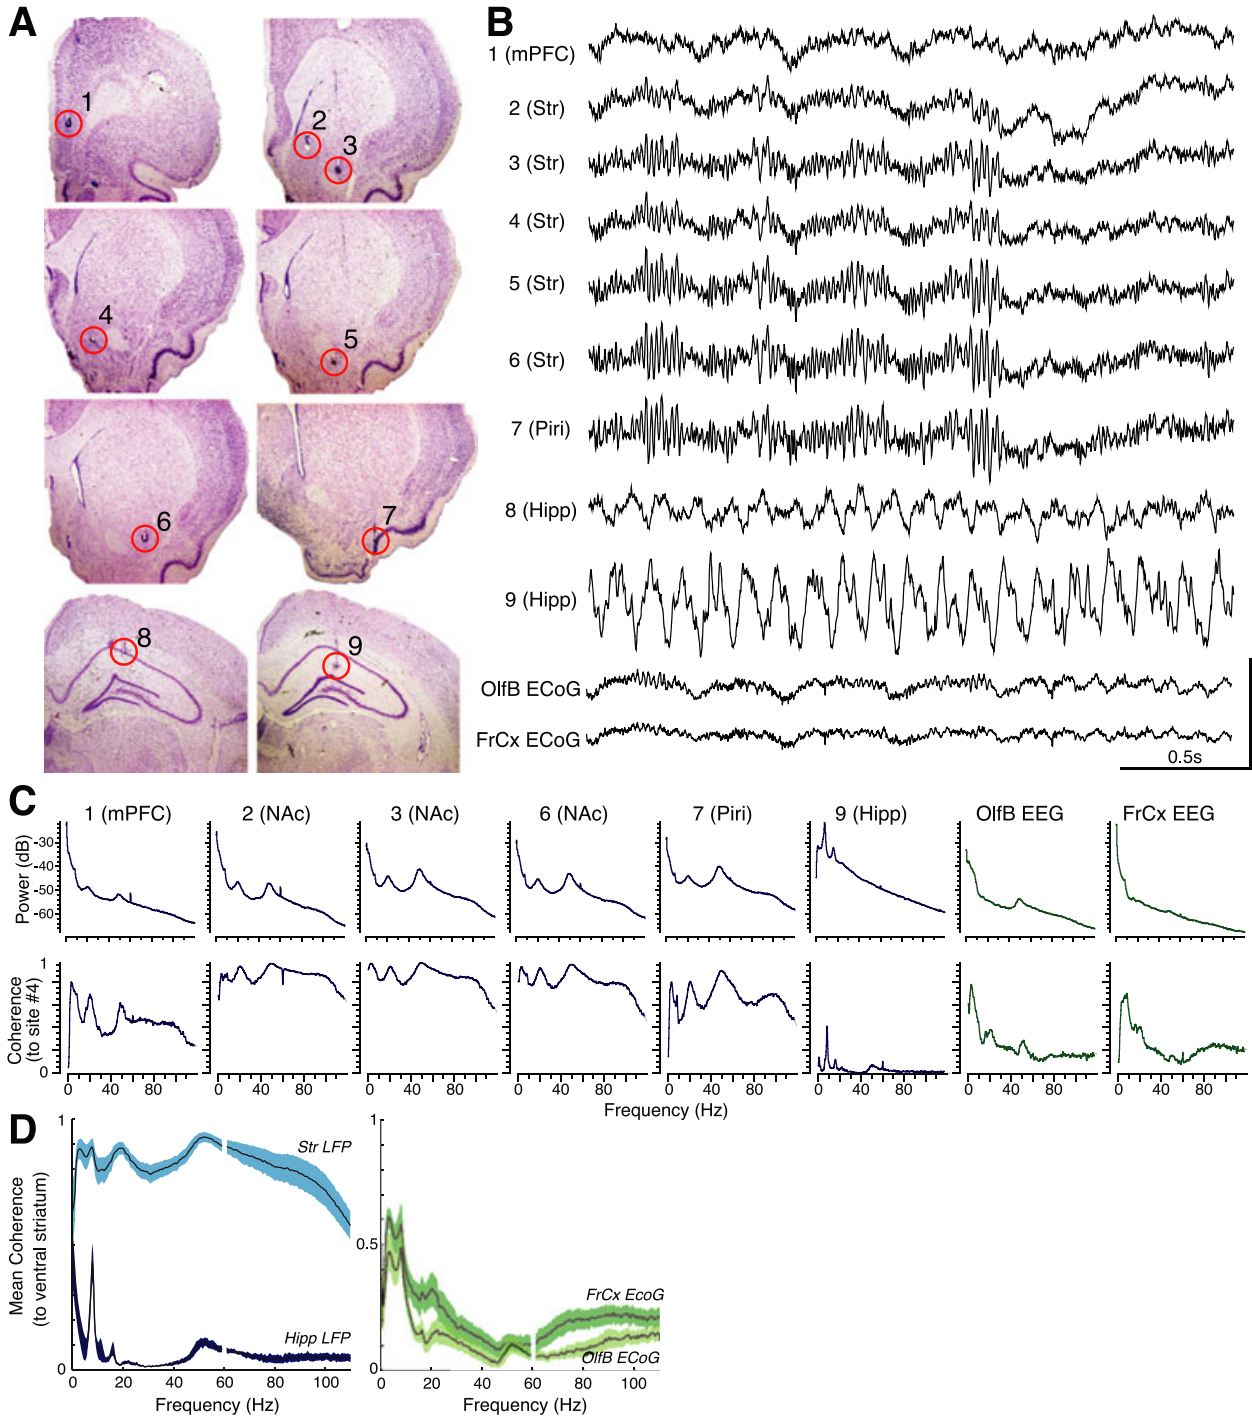 A
1
2
3
4
5
6
7
8
9
B
1 (mPFC)
2 (Str)
3 (Str)
4 (Str)
5 (Str)
6 (Str)
7 (Piri)
8 (Hipp)
9 (Hipp)
OlfB ECoG
FrCx ECoG
0.5s
C
1 (mPFC) 2 (NAc) 3 (NAc) 6 (NAc) 7 (Piri) 9 (Hipp) OlfB EEG FrCx EEG
Power (dB)
-30
-40
-50
-60
Coherence
(to site #4)
1
0
0 40 80 0 40 80 0 40 80 0 40 80 0 40 80 0 40 80 0 40 80 0 40 80
Frequency (Hz)
D
Mean Coherence
(to ventral striatum)
1
0
Str LFP
Hipp LFP
0 20 40 60 80 100
Frequency (Hz)
1
0.5
0
FrCx EcoG
OlfB ECoG
0 20 40 60 80 100
Frequency (Hz)